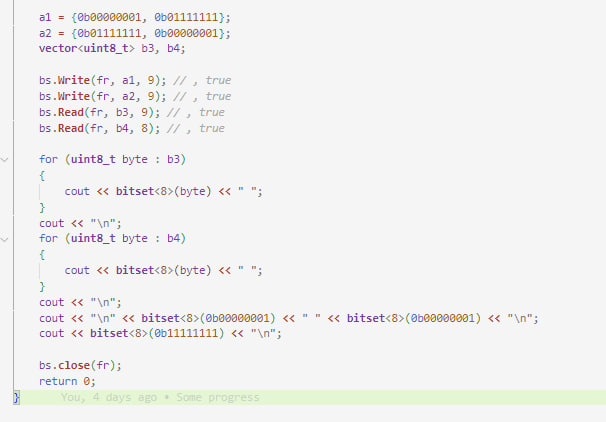 a1 = {0b00000001, 0b01111111};
a2 = {0b01111111, 0b00000001};
vector<uint8_t> b3, b4;

bs.Write(fr, a1, 9); // , true
bs.Write(fr, a2, 9); // , true
bs.Read(fr, b3, 9); // , true
bs.Read(fr, b4, 8); // , true

for (uint8_t byte : b3)
{
    cout << bitset<8>(byte) << " ";
}
cout << "\n";
for (uint8_t byte : b4)
{
    cout << bitset<8>(byte) << " ";
}
cout << "\n";
cout << "\n" << bitset<8>(0b00000001) << " " << bitset<8>(0b00000001) << "\n";
cout << bitset<8>(0b11111111) << "\n";

bs.close(fr);
return 0;
} You, 4 days ago • Some progress